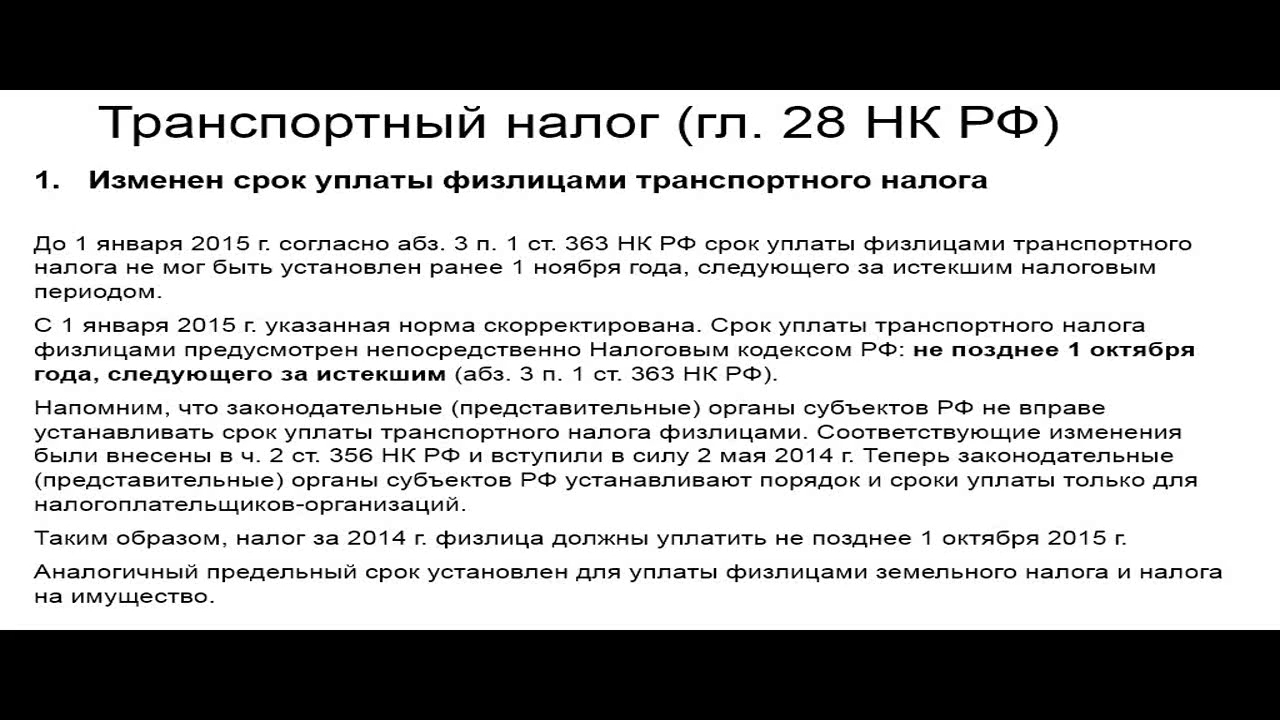 Транспортный налог (гл. 28 НК РФ)
1. Изменен срок уплаты физлицами транспортного налога
До 1 января 2015 г. согласно абз. 3 п. 1 ст. 363 НК РФ срок уплаты физлицами транспортного
налога не мог быть установлен ранее 1 ноября года, следующего за истекшим налоговым
периодом.
С 1 января 2015 г. указанная норма скорректирована. Срок уплаты транспортного налога
физлицами предусмотрен непосредственно Налоговым кодексом РФ: не позднее 1 октября
года, следующего за истекшим (абз. 3 п. 1 ст. 363 НК РФ).
Напомним, что законодательные (представительные) органы субъектов РФ не вправе
устанавливать срок уплаты транспортного налога физлицами. Соответствующие изменения
были внесены в ч. 2 ст. 356 НК РФ и вступили в силу 2 мая 2014 г. Теперь законодательные
(представительные) органы субъектов РФ устанавливают порядок и сроки уплаты только для
налогоплательщиков-организаций.
Таким образом, налог за 2014 г. физлица должны уплатить не позднее 1 октября 2015 г.
Аналогичный предельный срок установлен для уплаты физлицами земельного налога и налога
на имущество.